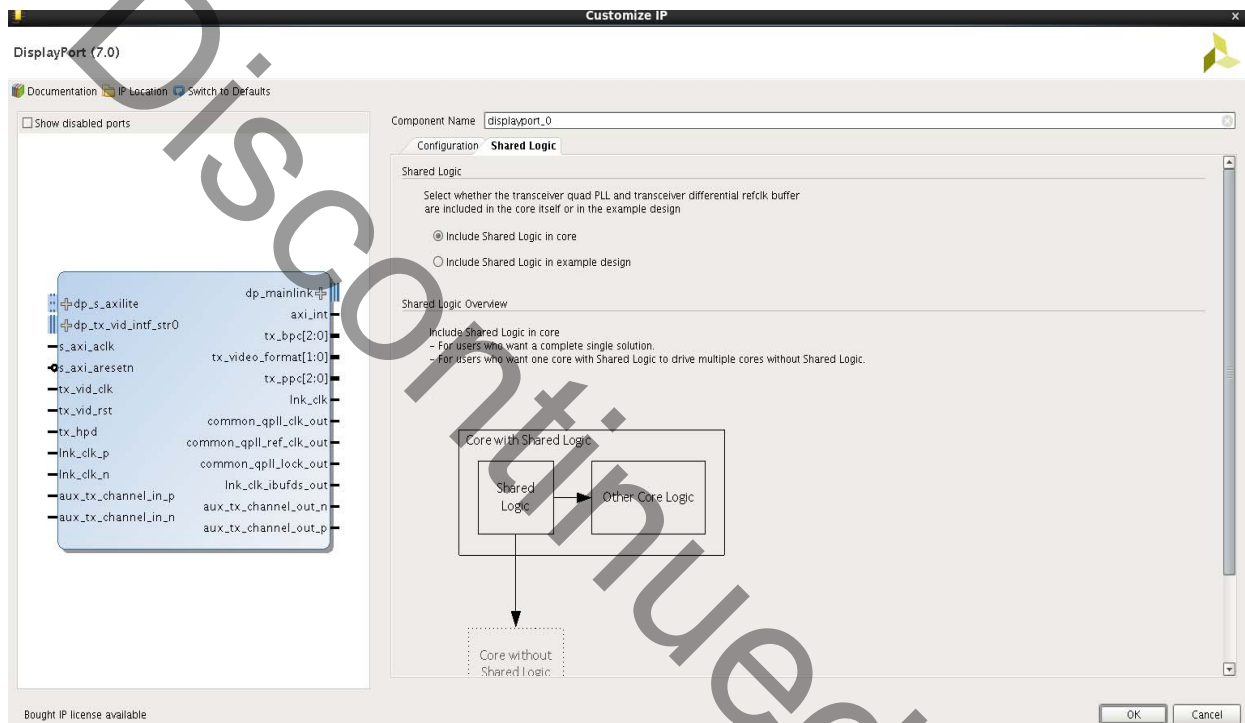 Customize IP
x
DisplayPort (7.0)
Documentation IP Location Switch to Defaults
Show disabled ports
dp_s_axilite
dp_tx_vid_intf_str0
s_axi_aclk
s_axi_aresetn
tx_vid_clk
tx_vid_rst
tx_hpd
lnk_clk_p
lnk_clk_n
aux_tx_channel_in_p
aux_tx_channel_in_n
dp_mainlink
axi_int
tx_bpc[2:0]
tx_video_format[1:0]
tx_ppc[2:0]
lnk_clk
common_qpll_clk_out
common_qpll_ref_clk_out
common_qpll_lock_out
lnk_clk_ibufds_out
aux_tx_channel_out_n
aux_tx_channel_out_p
Component Name displayport_0
Configuration Shared Logic
Shared Logic
Select whether the transceiver quad PLL and transceiver differential refclk buffer
are included in the core itself or in the example design
Include Shared Logic in core
Include Shared Logic in example design
Shared Logic Overview
Include Shared Logic in core
– For users who want a complete single solution.
– For users who want one core with Shared Logic to drive multiple cores without Shared Logic.
Core with Shared Logic
Shared
Logic
Other Core Logic
Core without
Shared Logic
Bought IP license available
OK Cancel
Discontinued